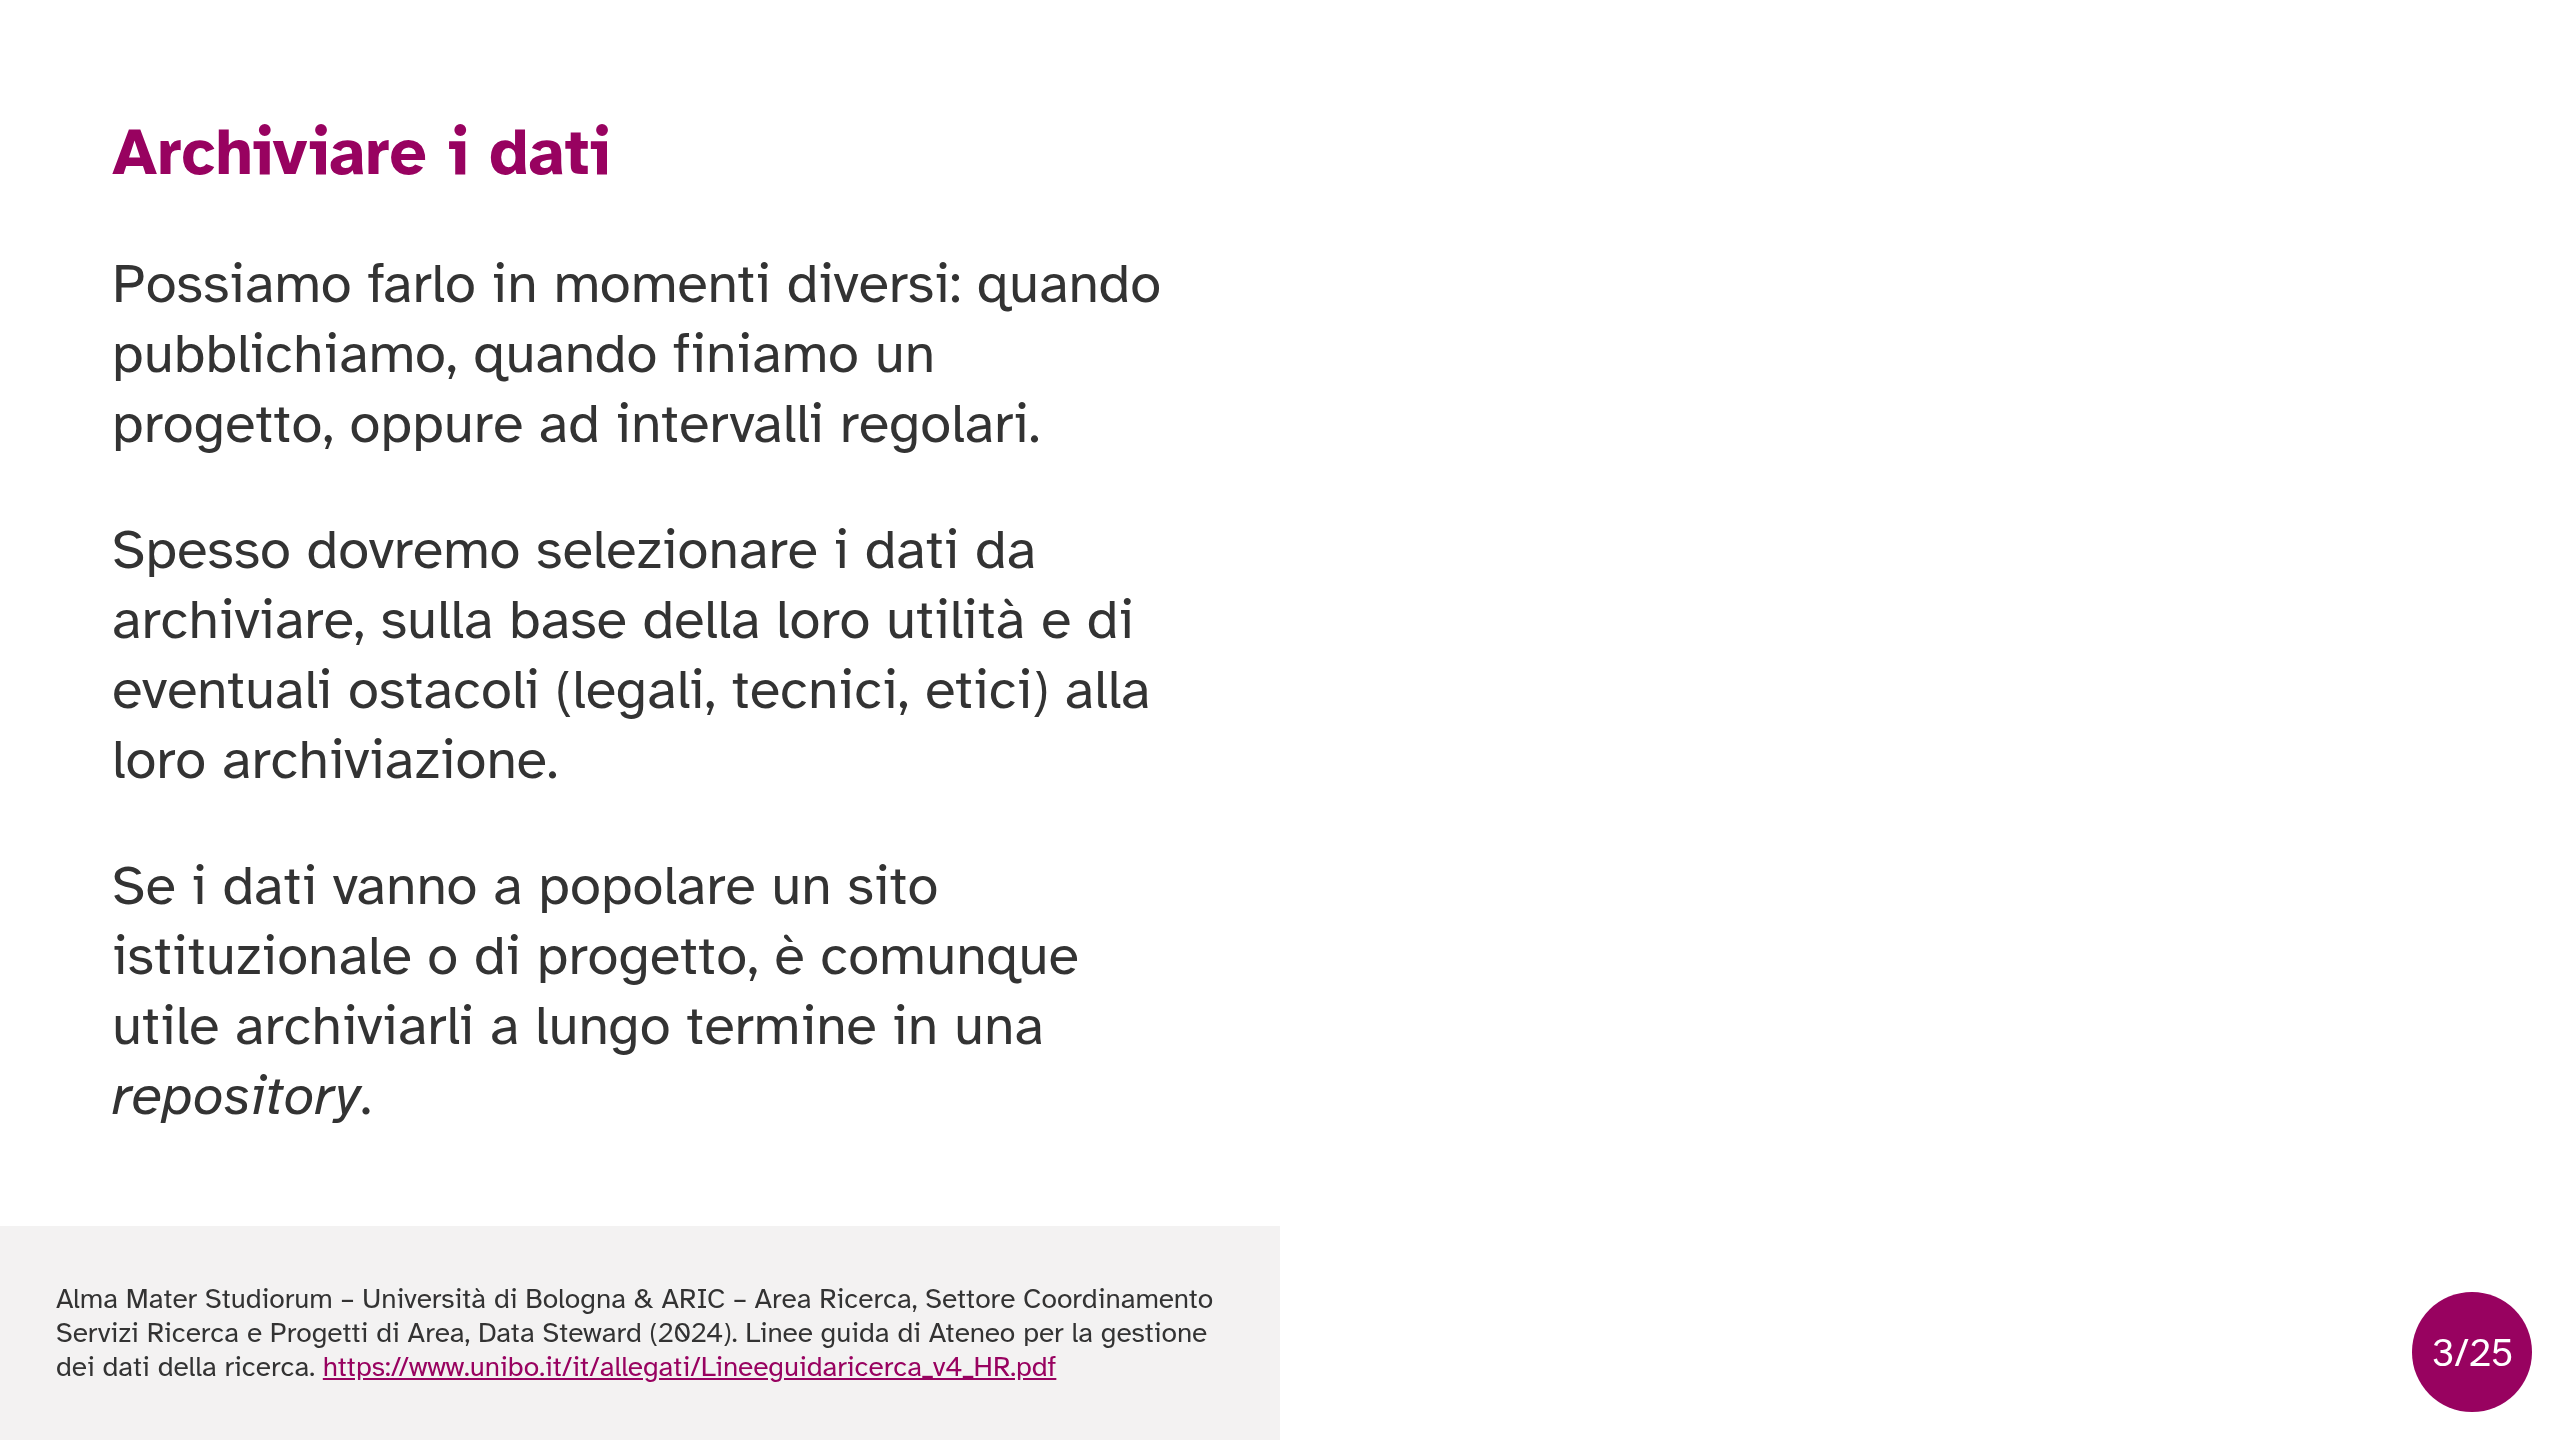 Archiviare i dati
Possiamo farlo in momenti diversi: quando
pubblichiamo, quando finiamo un
progetto, oppure ad intervalli regolari.
Spesso dovremo selezionare i dati da
archiviare, sulla base della loro utilità e di
eventuali ostacoli (legali, tecnici, etici) alla
loro archiviazione.
Se i dati vanno a popolare un sito
istituzionale o di progetto, è comunque
utile archiviarli a lungo termine in una
repository.
Alma Mater Studiorum – Università di Bologna & ARIC – Area Ricerca, Settore Coordinamento
Servizi Ricerca e Progetti di Area, Data Steward (2024). Linee guida di Ateneo per la gestione
dei dati della ricerca. https://www.unibo.it/it/allegati/Lineeguidaricerca_v4_HR.pdf
3/25